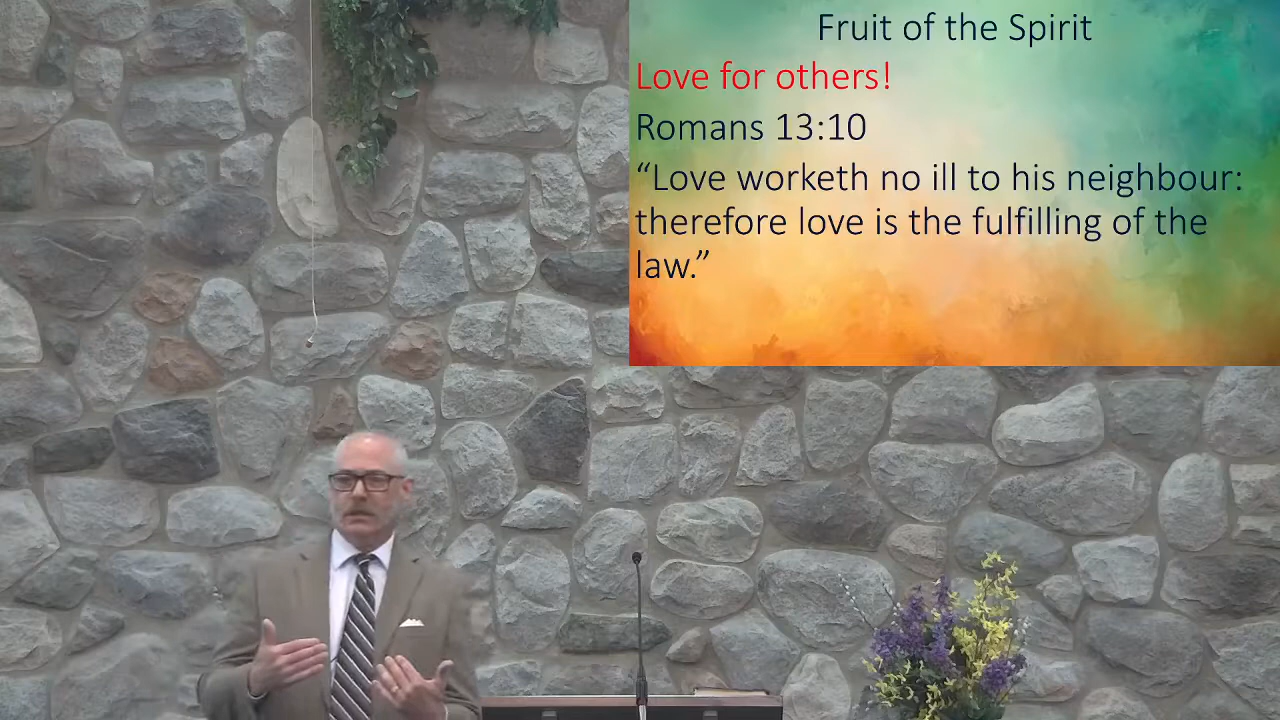 Fruit of the Spirit
Love for others!
Romans 13:10
“Love worketh no ill to his neighbour:
therefore love is the fulfilling of the
law.”